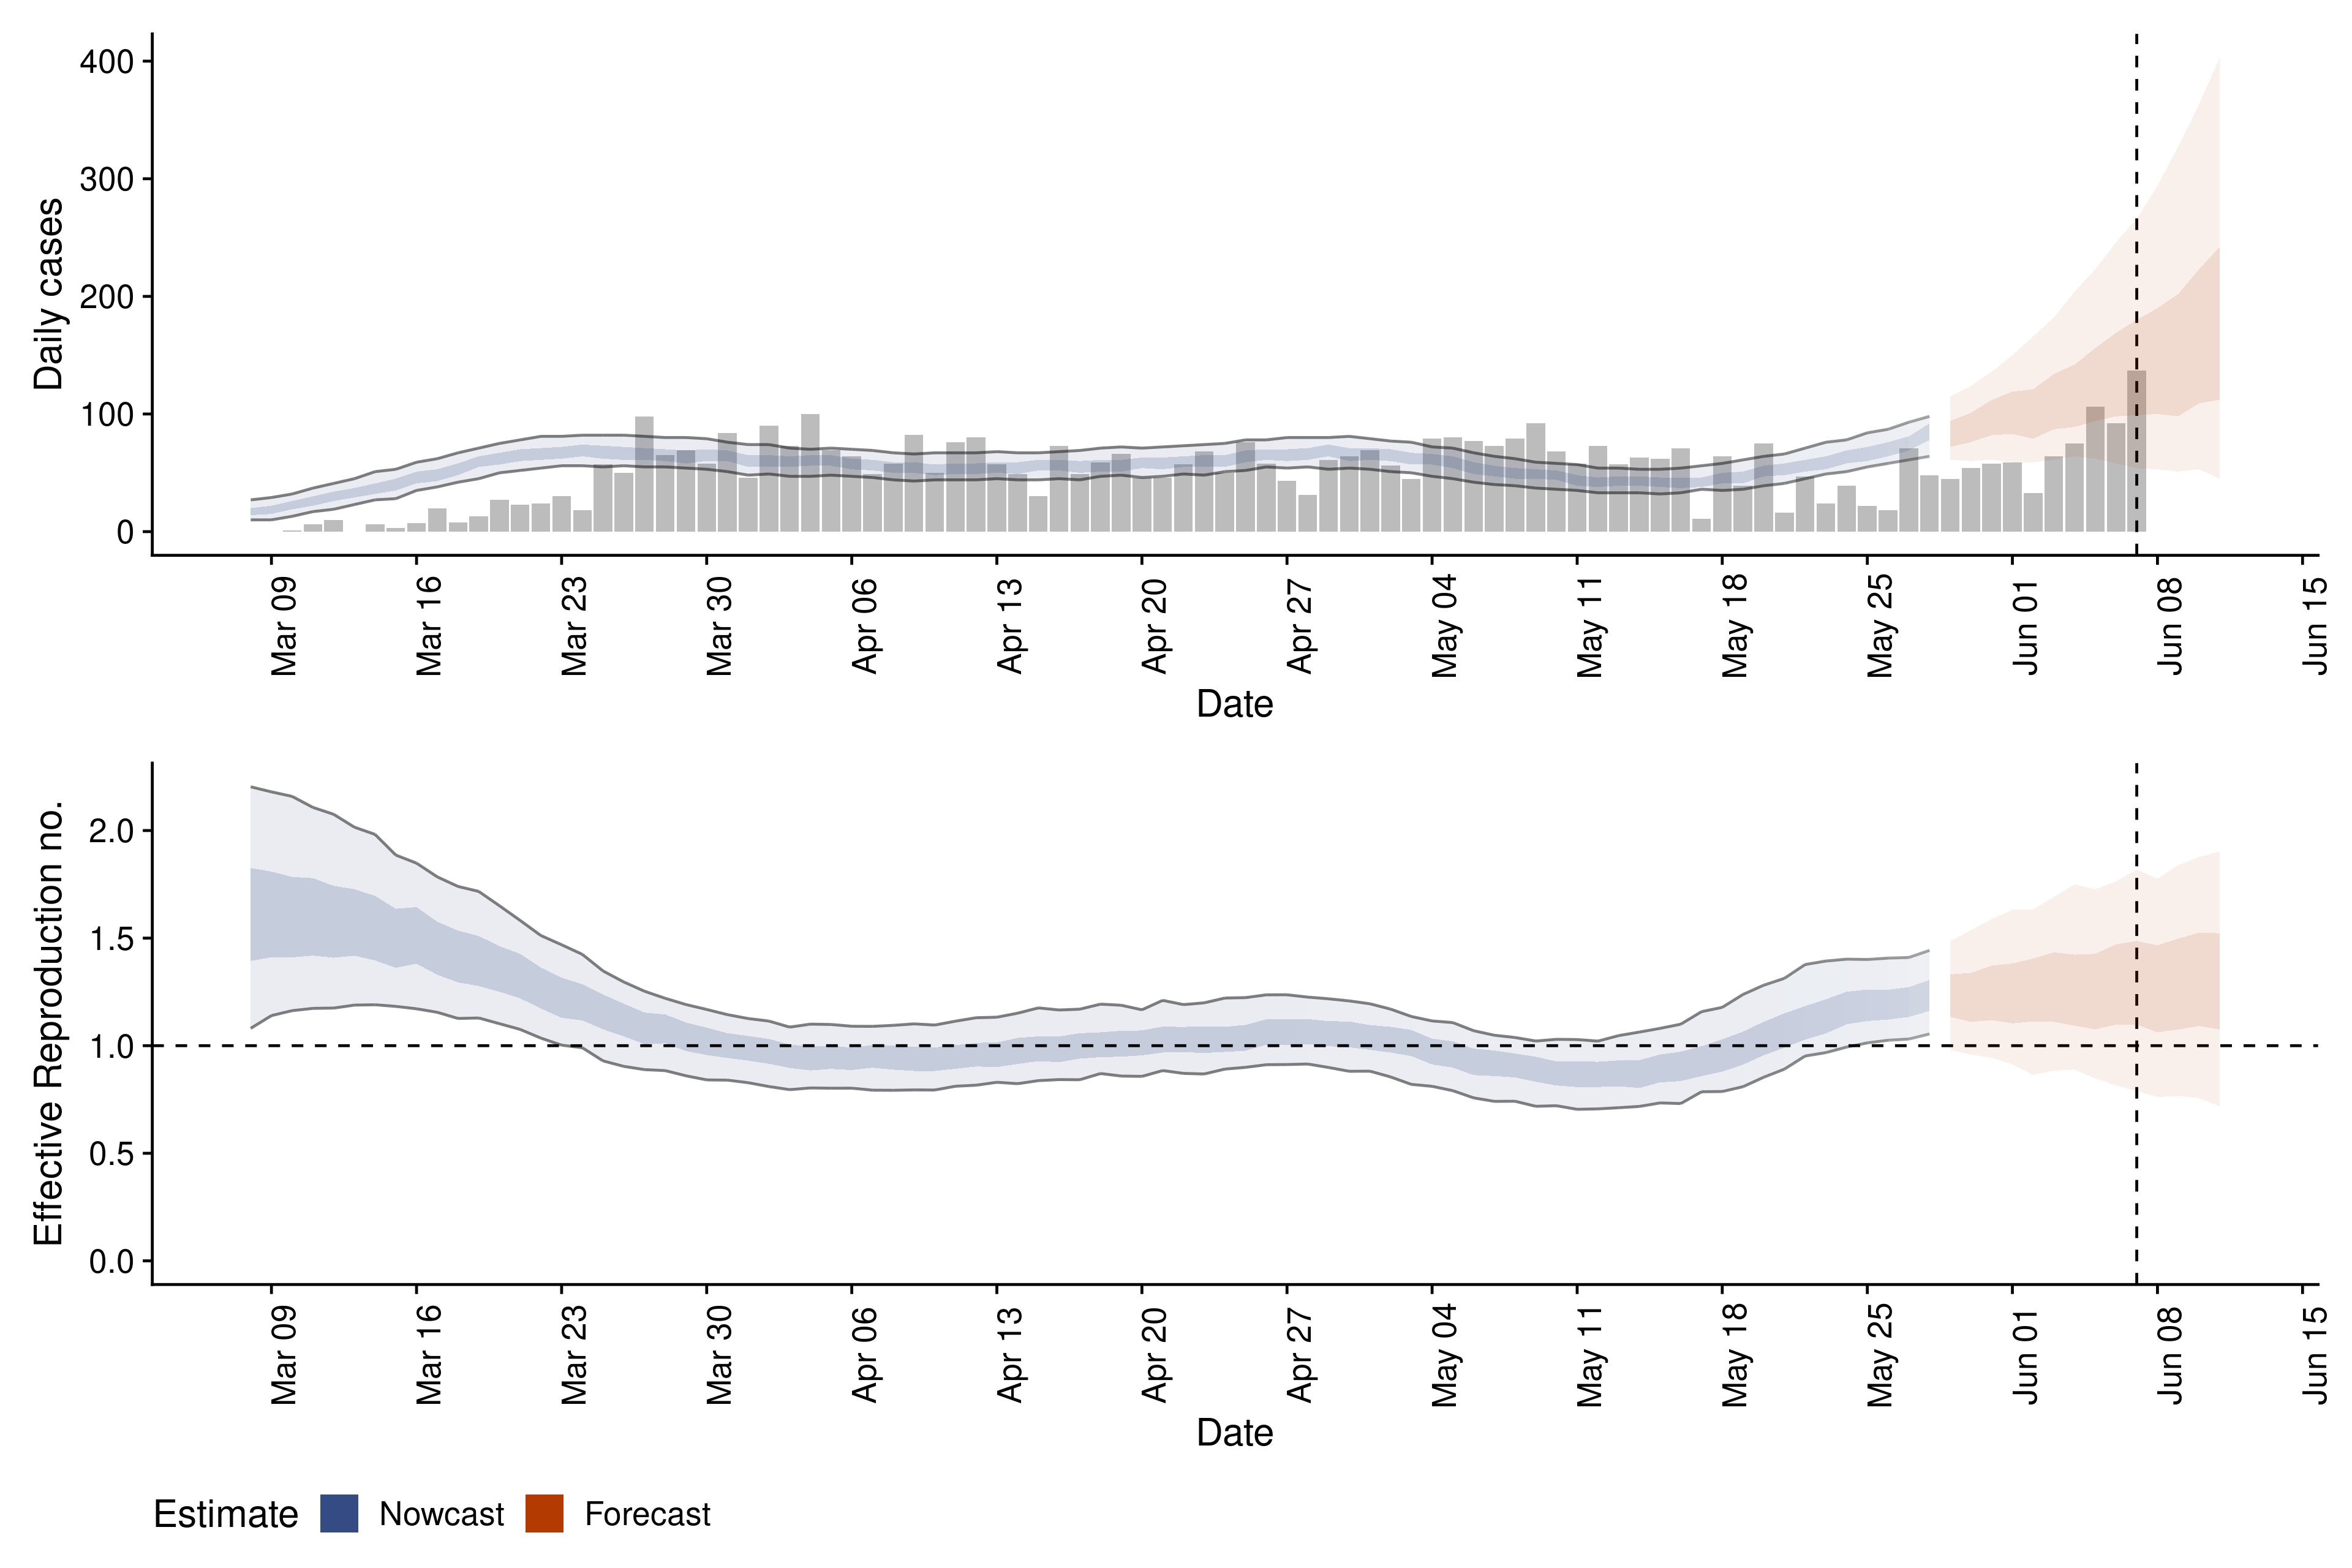 400
300
200
100
0
Daily cases
Mar 09 Mar 16 Mar 23 Mar 30 Apr 06 Apr 13 Apr 20 Apr 27 May 04 May 11 May 18 May 25 Jun 01 Jun 08 Jun 15
Date
2.0
1.5
1.0
0.5
0.0
Effective Reproduction no.
Mar 09 Mar 16 Mar 23 Mar 30 Apr 06 Apr 13 Apr 20 Apr 27 May 04 May 11 May 18 May 25 Jun 01 Jun 08 Jun 15
Date
Estimate Nowcast Forecast